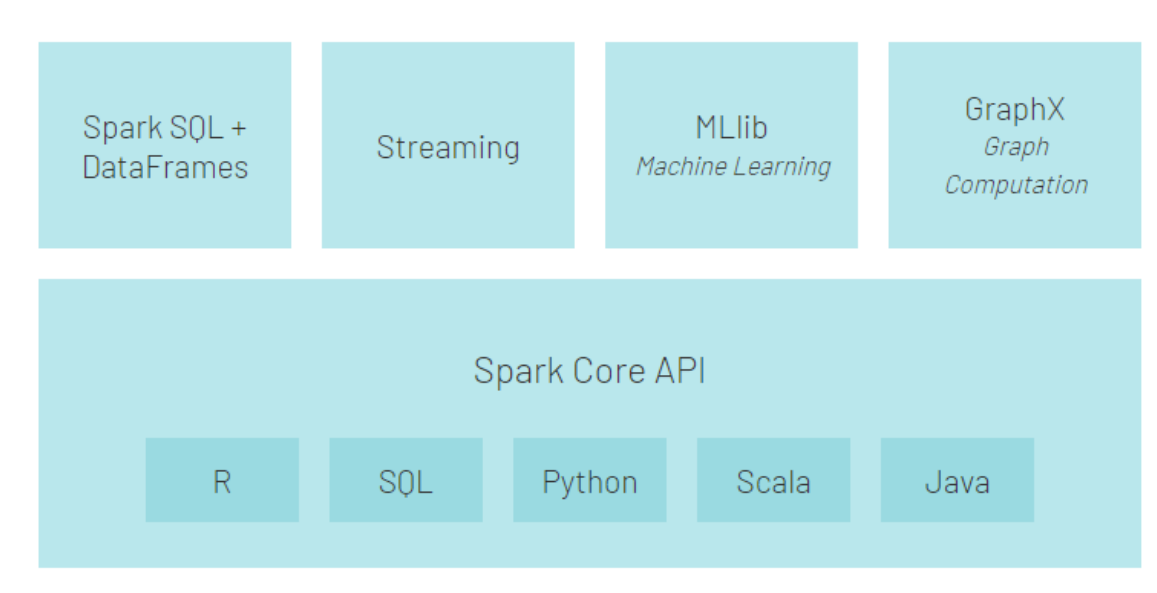 Spark SQL +
DataFrames
Streaming
MLlib
Machine Learning
GraphX
Graph
Computation
Spark Core API
R
SQL
Python
Scala
Java